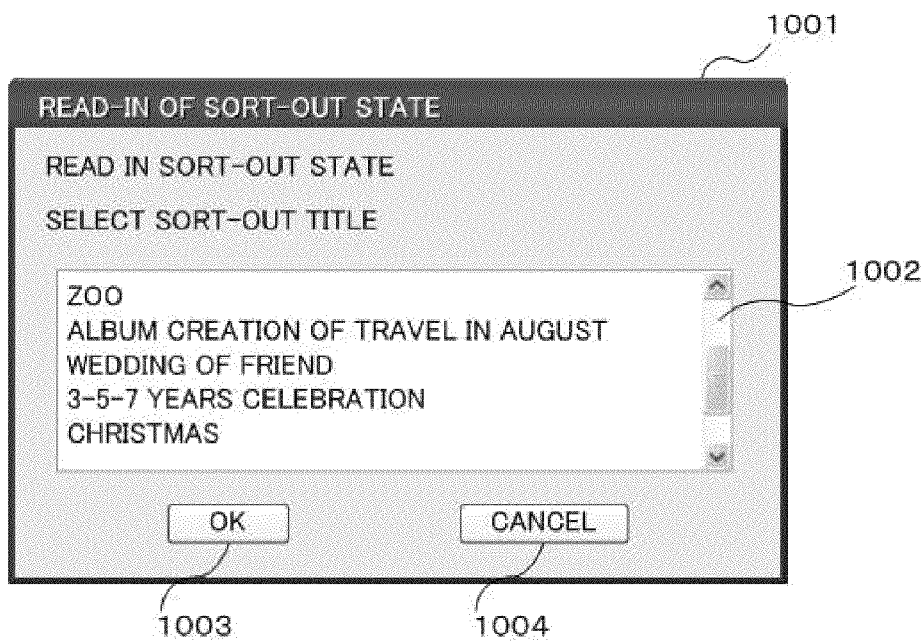 1001
READ-IN OF SORT-OUT STATE
READ IN SORT-OUT STATE
SELECT SORT-OUT TITLE
1002
ZOO
ALBUM CREATION OF TRAVEL IN AUGUST
WEDDING OF FRIEND
3-5-7 YEARS CELEBRATION
CHRISTMAS
OK
CANCEL
1003
1004